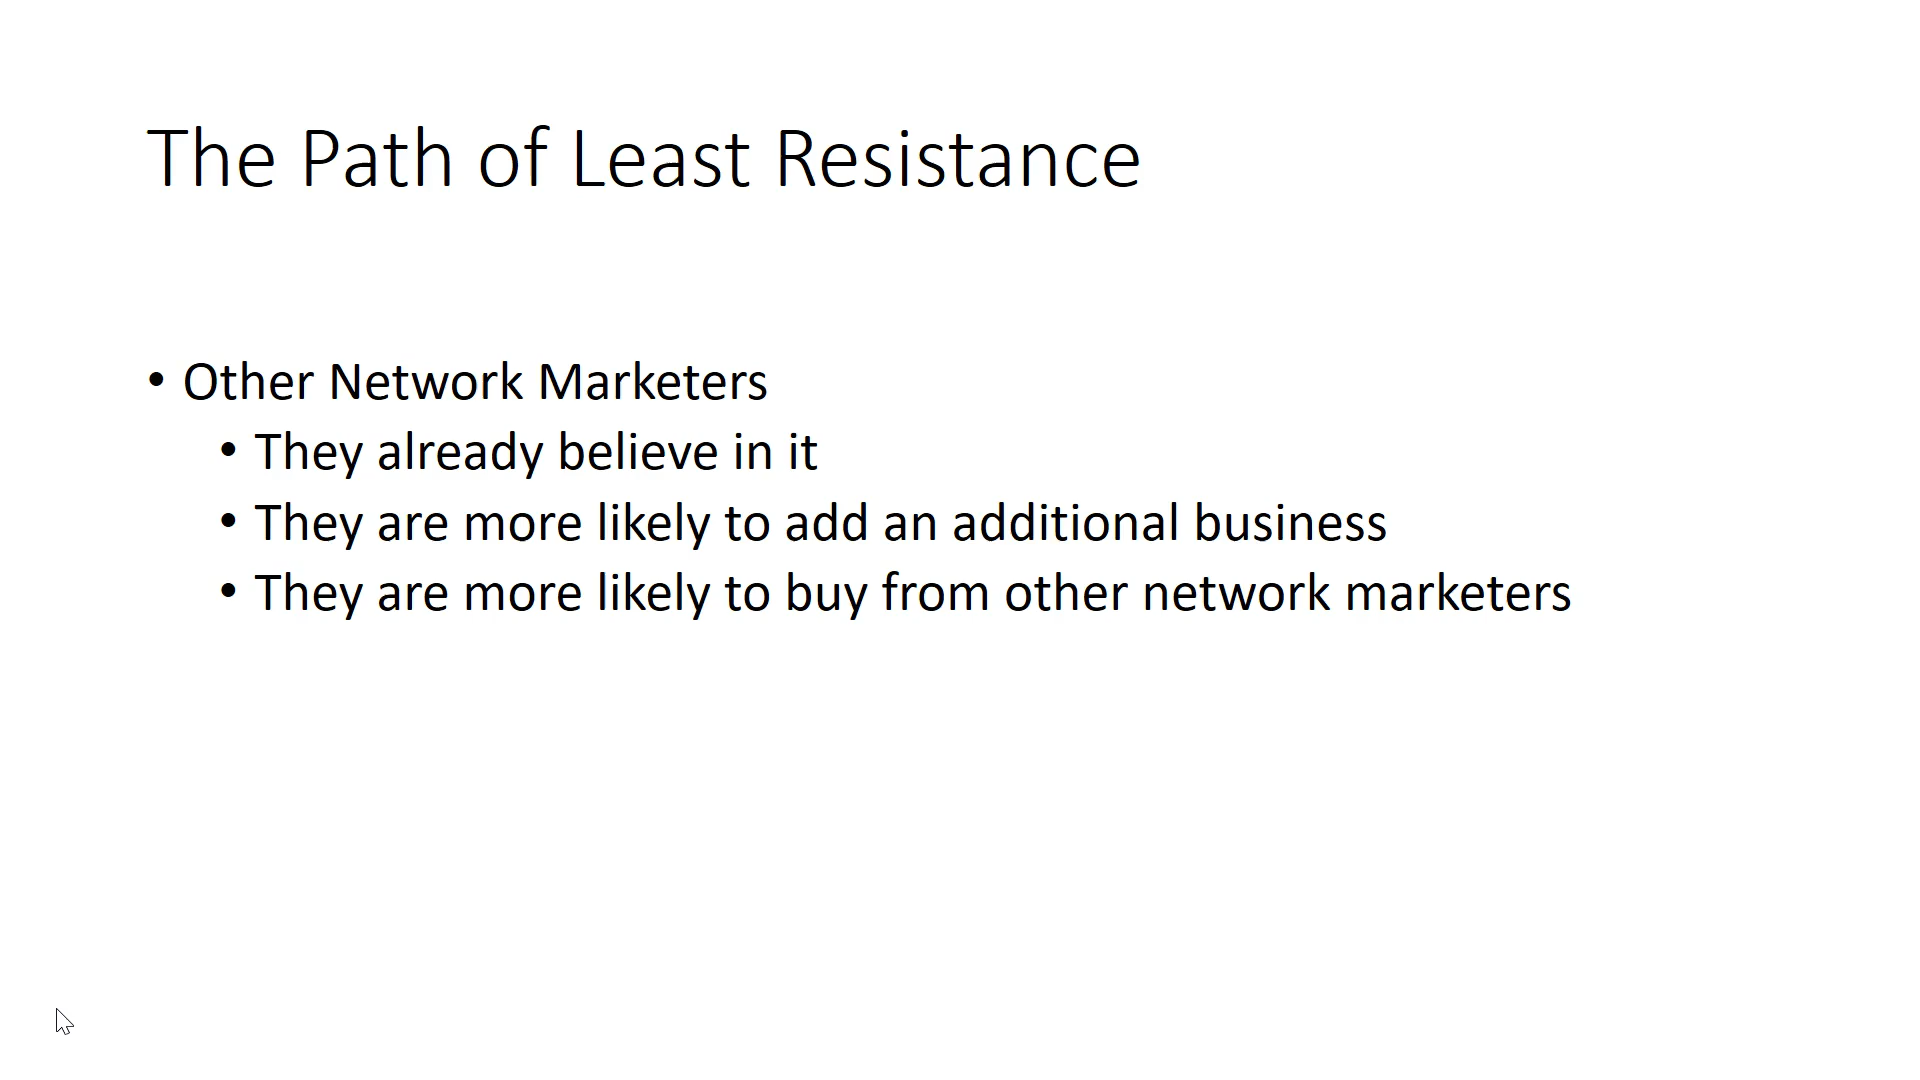 The Path of Least Resistance
• Other Network Marketers
• They already believe in it
• They are more likely to add an additional business
• They are more likely to buy from other network marketers